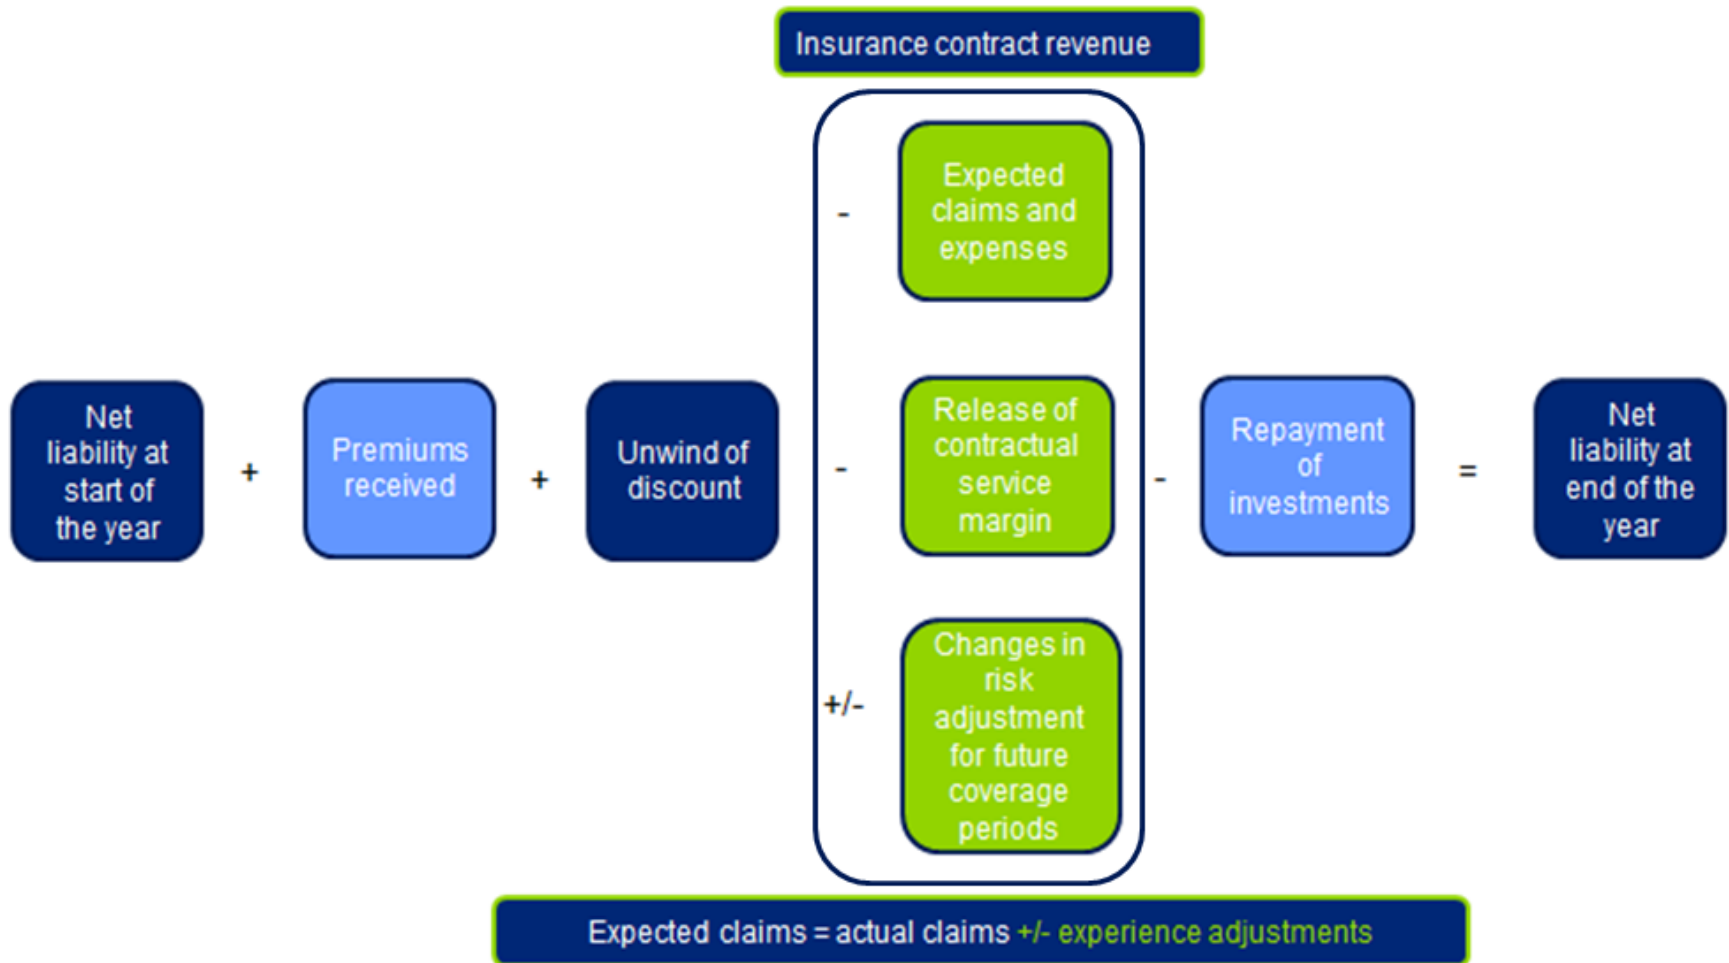 Insurance contract revenue
-
Expected
claims and
expenses
Net
liability at
start of
the year
+
Premiums
received
+
Unwind of
discount
-
Release of
contractual
service
margin
-
Repayment
of
investments
=
Net
liability at
end of the
year
+/-
Changes in
risk
adjustment
for future
coverage
periods
Expected claims = actual claims +/- experience adjustments